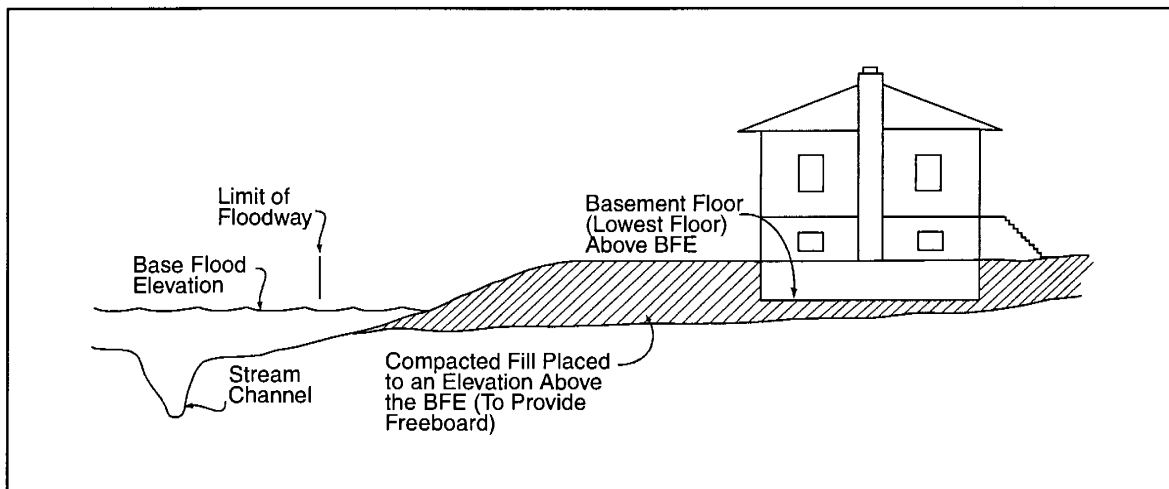 Limit of
Floodway
Base Flood
Elevation
Stream
Channel
Basement Floor
(Lowest Floor)
Above BFE
Compacted Fill Placed
to an Elevation Above
the BFE (To Provide
Freeboard)